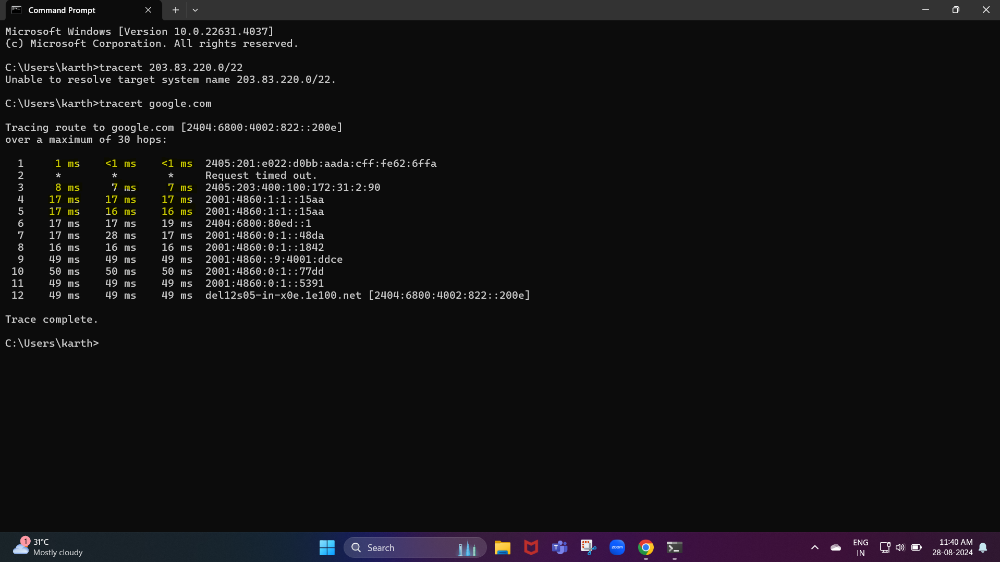 Command Prompt
Microsoft Windows [Version 10.0.22631.4037]
(c) Microsoft Corporation. All rights reserved.
C:\Users\karth>tracert 203.83.220.0/22
Unable to resolve target system name 203.83.220.0/22.
C:\Users\karth>tracert google.com
Tracing route to google.com [2404:6800:4002:822::200e]
over a maximum of 30 hops:
1 1 ms <1 ms <1 ms 2405:201:e022:d0bb:aada:cff:fe62:6ffa
2 * * * Request timed out.
3 8 ms 7 ms 7 ms 2405:203:400:100:172:31:2:90
4 17 ms 17 ms 17 ms 2001:4860:1:1::15aa
5 17 ms 16 ms 16 ms 2001:4860:1:1::15aa
6 17 ms 17 ms 19 ms 2404:6800:80ed::1
7 17 ms 28 ms 17 ms 2001:4860:0:1::48da
8 16 ms 16 ms 16 ms 2001:4860:0:1::1842
9 49 ms 49 ms 49 ms 2001:4860::9:4001:ddce
10 50 ms 50 ms 50 ms 2001:4860:0:1::77dd
11 49 ms 49 ms 49 ms 2001:4860:0:1::5391
12 49 ms 49 ms 49 ms del12s05-in-x0e.1e100.net [2404:6800:4002:822::200e]
Trace complete.
C:\Users\karth>
1
31°C
Mostly cloudy
Search
T
zoom
ENG
IN
11:40 AM
28-08-2024